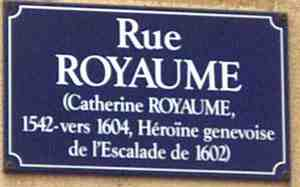 Rue
ROYAUME
(Catherine ROYAUME,
1542-vers 1604, Héroïne genevoise
de l'Escalade de 1602)